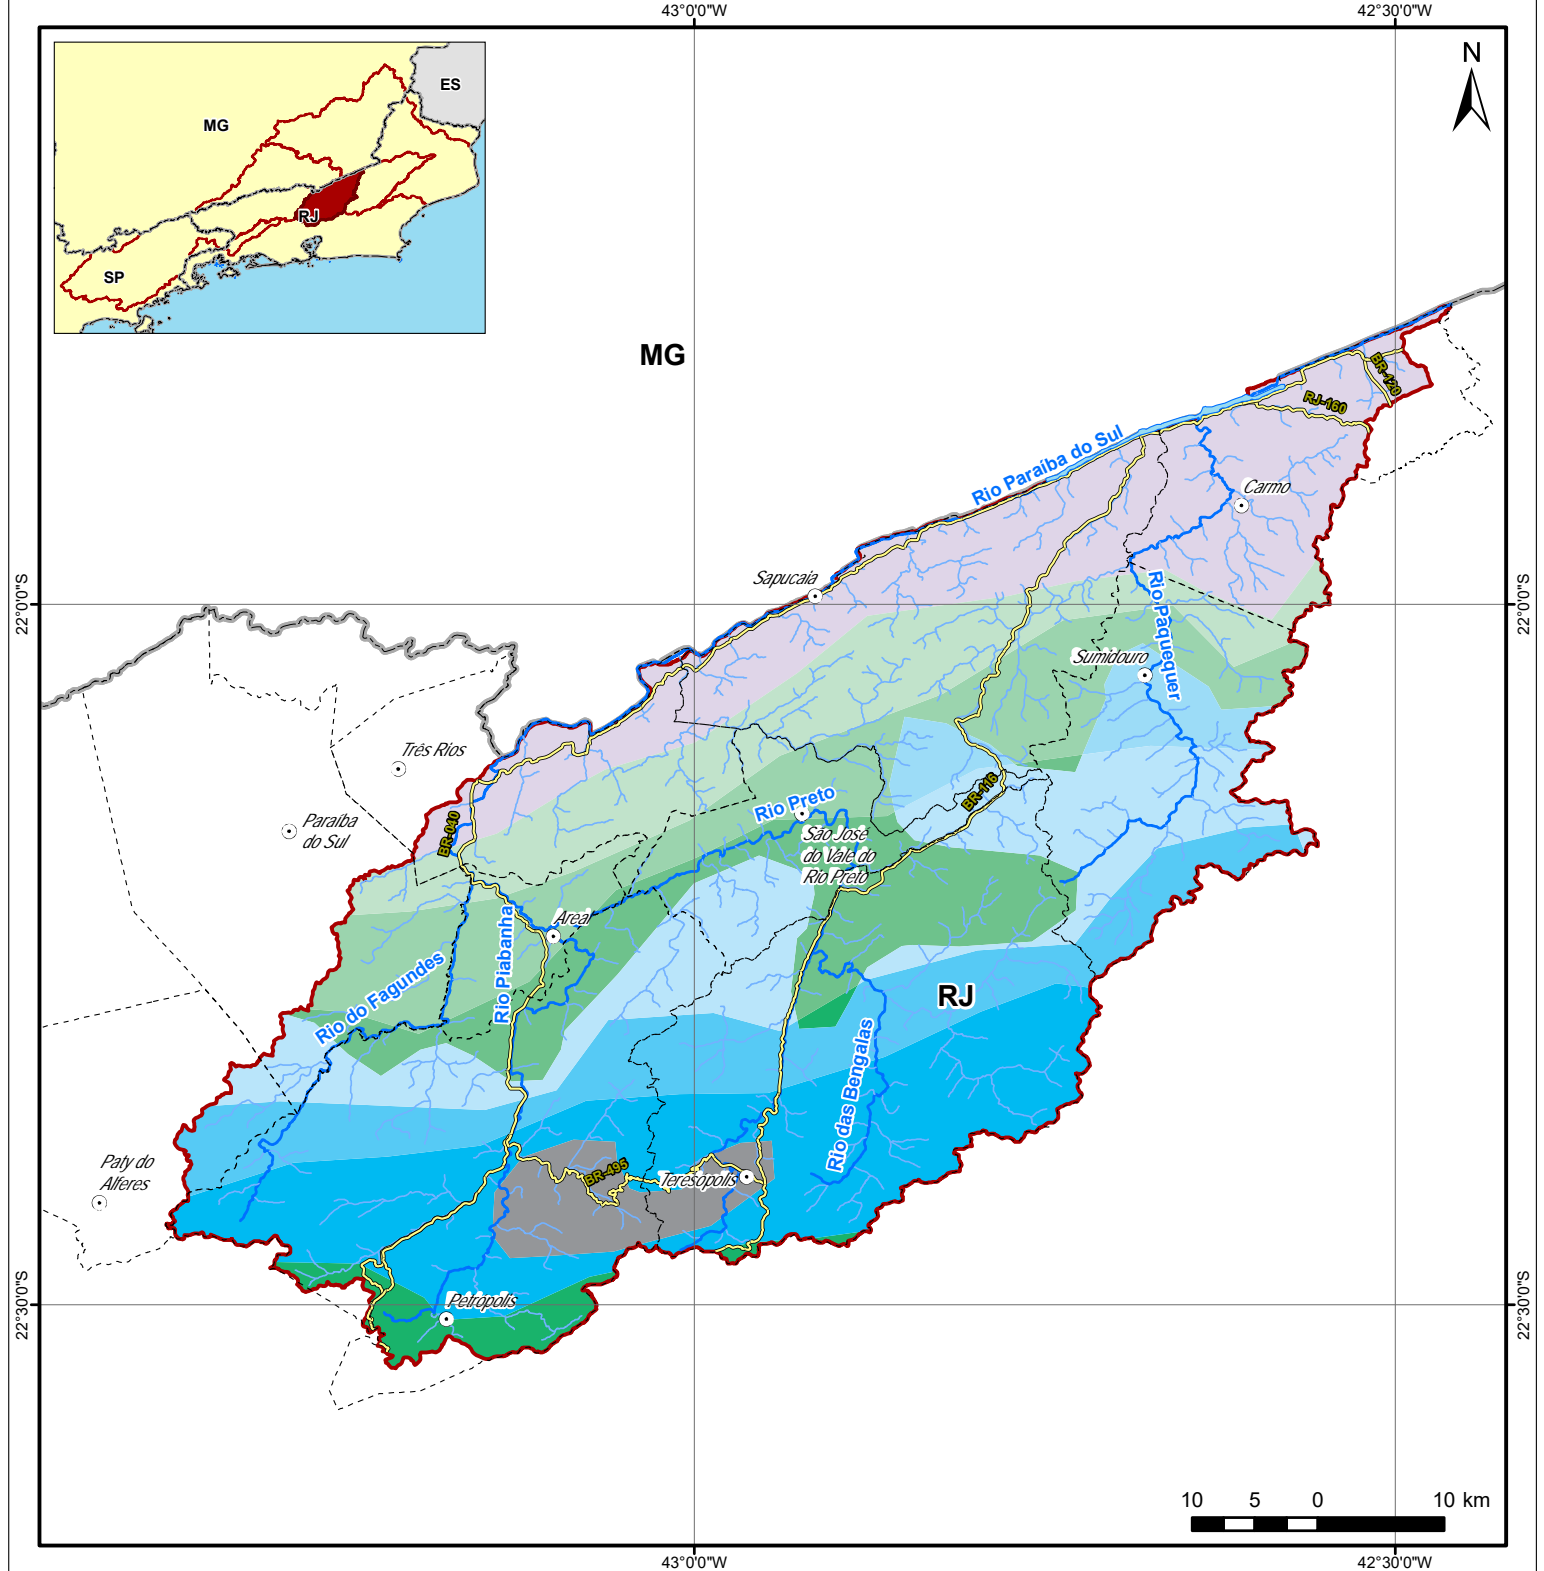 43°0'0"W
42°30'0"W
N
ES
MG
RJ
SP
MG
BR-420
RJ-160
Rio Paraíba do Sul
Carmo
Sapucaia
22°0'0"S
22°0'0"S
Rio Paquequer
Sumidouro
Três Rios
BR-116
Rio Preto
Paraíba
do Sul
BR-040
São José
do Vale do
Rio Preto
Areal
Rio Piabanha
Rio do Fagundes
RJ
Rio das Bengalas
Paty do
Alferes
BR-495
Teresópolis
22°30'0"S
22°30'0"S
Petrópolis
10 5 0 10 km
43°0'0"W
42°30'0"W